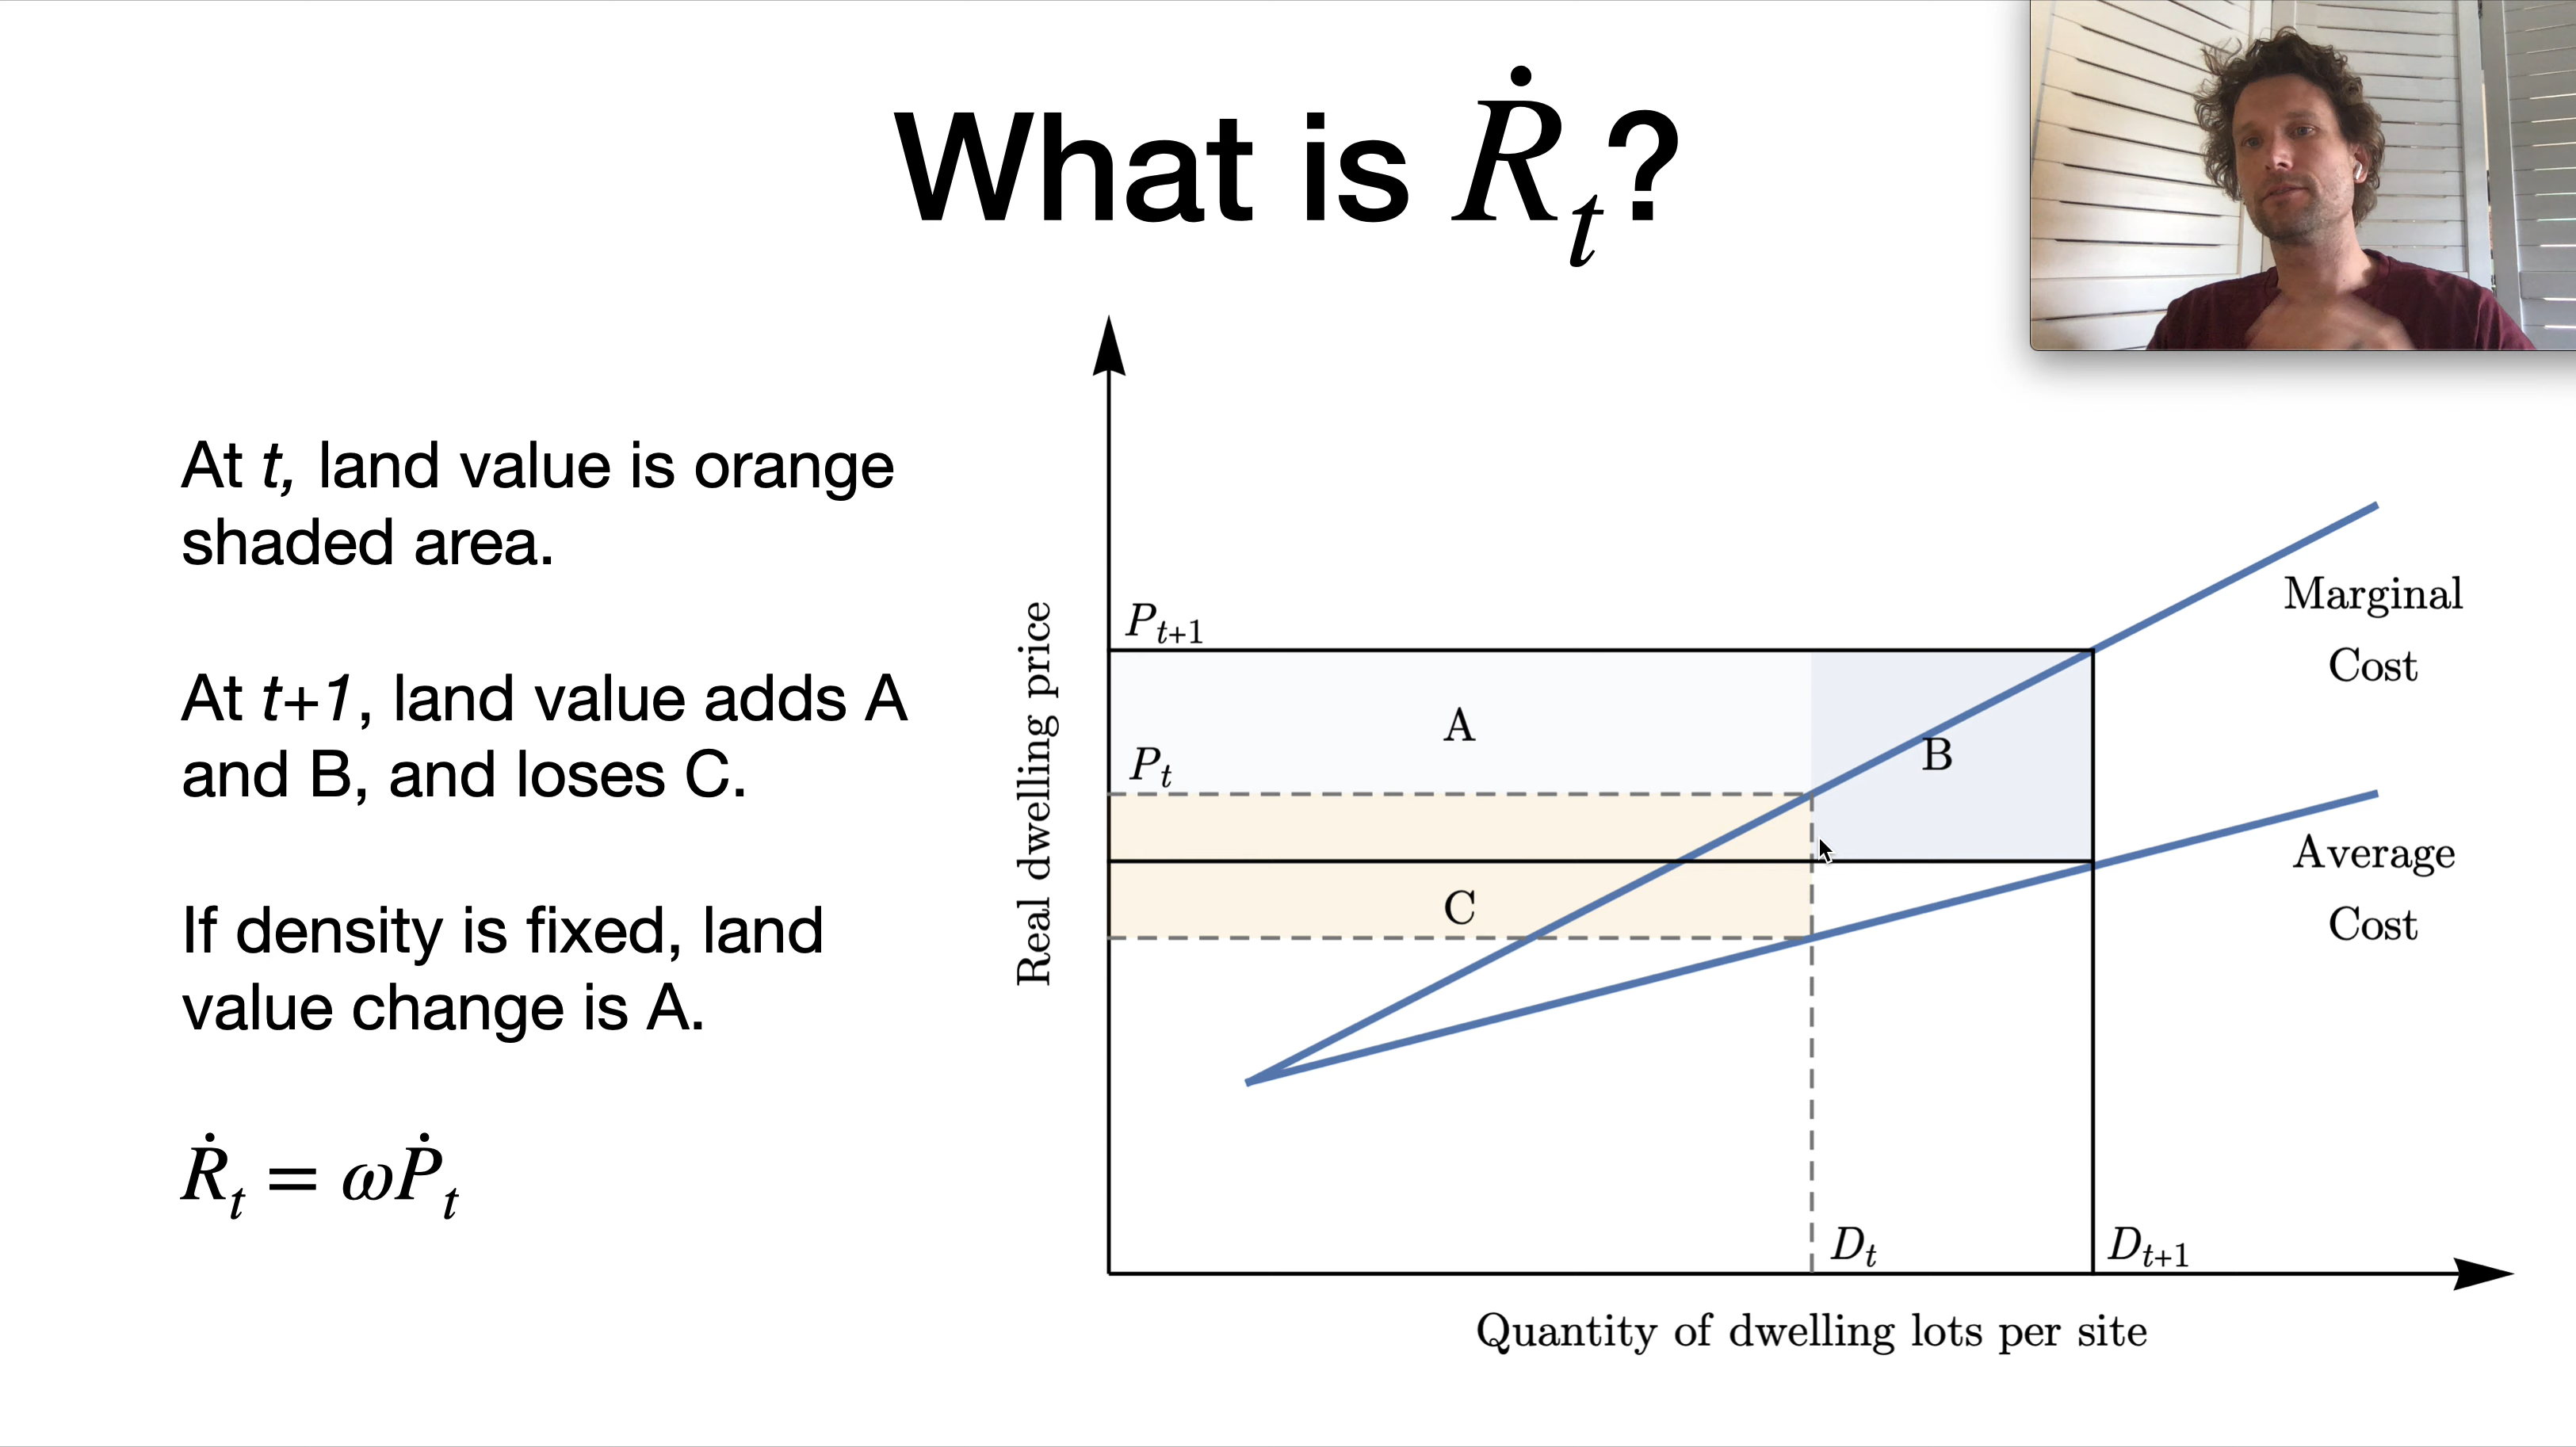 What is Ṙₜ?
At t, land value is orange
shaded area.
At t+1, land value adds A
and B, and loses C.
If density is fixed, land
value change is A.
Ṙₜ = ωṖₜ
Real dwelling price
Pₜ₊₁
Pₜ
A
B
C
Marginal
Cost
Average
Cost
Dₜ
Dₜ₊₁
Quantity of dwelling lots per site